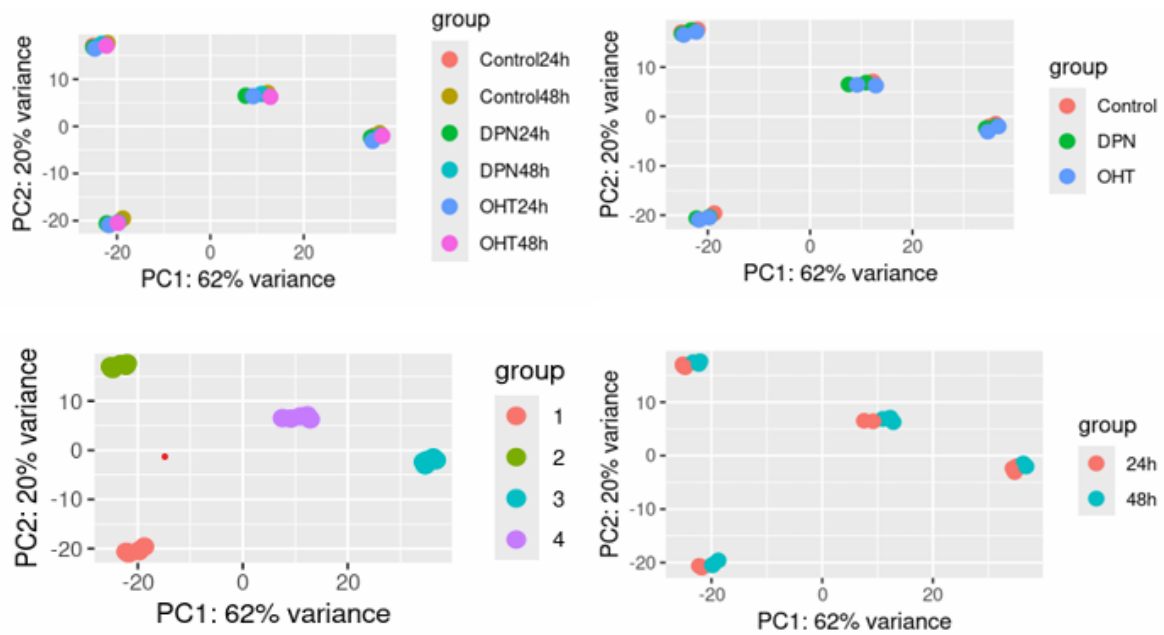 group
Control24h
Control48h
DPN24h
DPN48h
OHT24h
OHT48h
PC2: 20% variance
10
0
-10
-20
-20
0
20
PC1: 62% variance
group
Control
DPN
OHT
PC2: 20% variance
10
0
-10
-20
-20
0
20
PC1: 62% variance
group
1
2
3
4
PC2: 20% variance
10
0
-10
-20
-20
0
20
PC1: 62% variance
group
24h
48h
PC2: 20% variance
10
0
-10
-20
-20
0
20
PC1: 62% variance